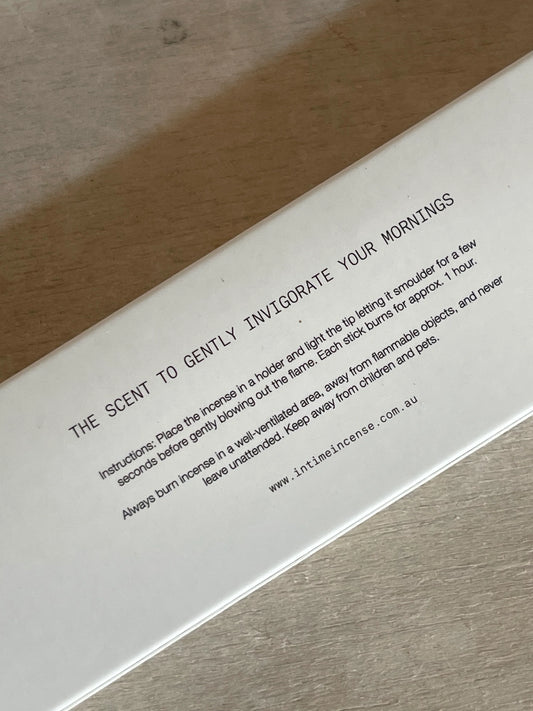 THE SCENT TO GENTLY INVIGORATE YOUR MORNINGS
Instructions: Place the incense in a holder and light the tip letting it smoulder for a few
seconds before gently blowing out the flame. Each stick burns for approx. 1 hour.
Always burn incense in a well-ventilated area, away from flammable objects, and never
leave unattended. Keep away from children and pets.
www.intimeincense.com.au